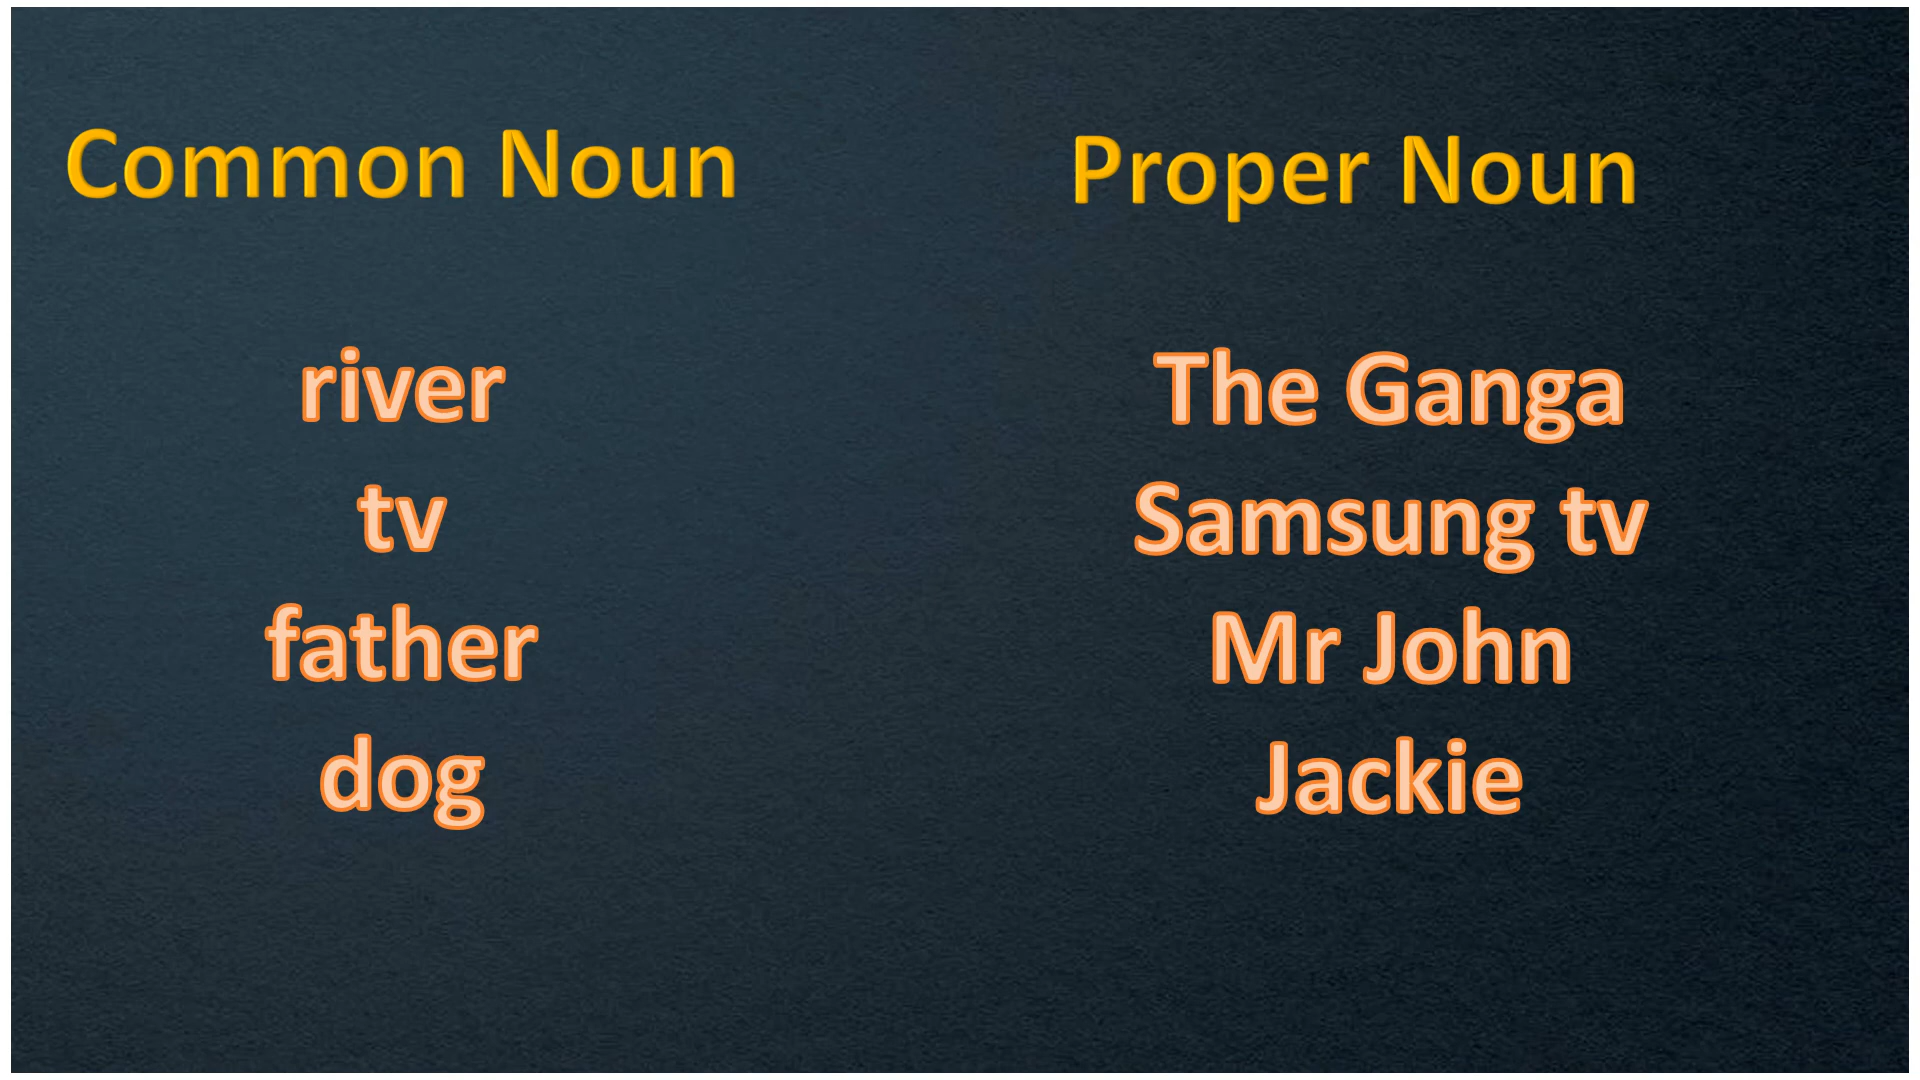 Common Noun
Proper Noun
river
The Ganga
tv
Samsung tv
father
Mr John
dog
Jackie